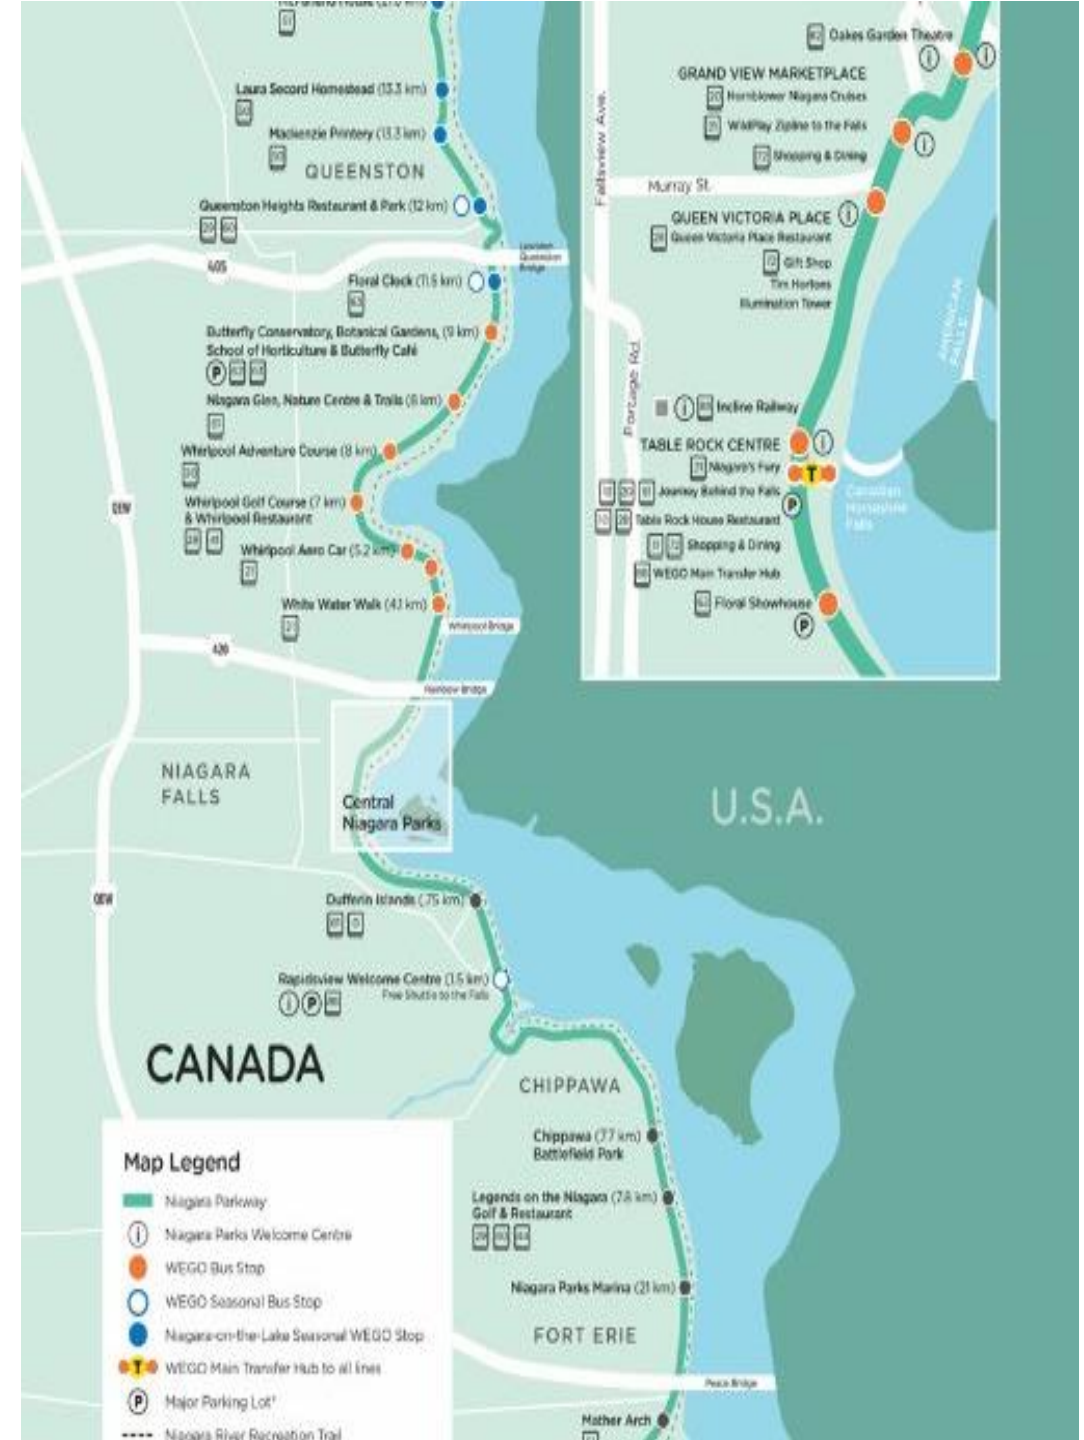 Laura Secord Homestead (13.3 km)
Mackenzie Printery (13.3 km)
QUEENSTON
Queenston Heights Restaurant & Park (12 km)
405
Lewiston
Queenston
Bridge
Floral Clock (11.5 km)
Butterfly Conservatory, Botanical Gardens, (9 km)
School of Horticulture & Butterfly Café
P
Niagara Glen, Nature Centre & Trails (8 km)
Whirlpool Adventure Course (8 km)
QEW
Whirlpool Golf Course (7 km)
& Whirlpool Restaurant
Whirlpool Aero Car (5.2 km)
White Water Walk (4.1 km)
Whirlpool Bridge
420
Rainbow Bridge
NIAGARA
FALLS
Central
Niagara Parks
U.S.A.
QEW
Dufferin Islands (.75 km)
Rapidsview Welcome Centre (1.5 km)
Free Shuttle to the Falls
i P
CANADA
CHIPPAWA
Chippawa (7.7 km)
Battlefield Park
Legends on the Niagara (7.8 km)
Golf & Restaurant
Niagara Parks Marina (21 km)
FORT ERIE
Peace Bridge
Mather Arch
Map Legend
Niagara Parkway
i Niagara Parks Welcome Centre
WEGO Bus Stop
WEGO Seasonal Bus Stop
Niagara-on-the-Lake Seasonal WEGO Stop
T WEGO Main Transfer Hub to all lines
P Major Parking Lot*
Niagara River Recreation Trail
Oakes Garden Theatre
GRAND VIEW MARKETPLACE
Hornblower Niagara Cruises
WildPlay Zipline to the Falls
Shopping & Dining
Fallsview Ave.
Murray St.
QUEEN VICTORIA PLACE
Queen Victoria Place Restaurant
Gift Shop
Tim Hortons
Illumination Tower
AMERICAN
FALLS
Portage Rd.
Incline Railway
TABLE ROCK CENTRE
Niagara's Fury
T
Journey Behind the Falls
P
Table Rock House Restaurant
Canadian
Horseshoe
Falls
Shopping & Dining
WEGO Main Transfer Hub
Floral Showhouse
P